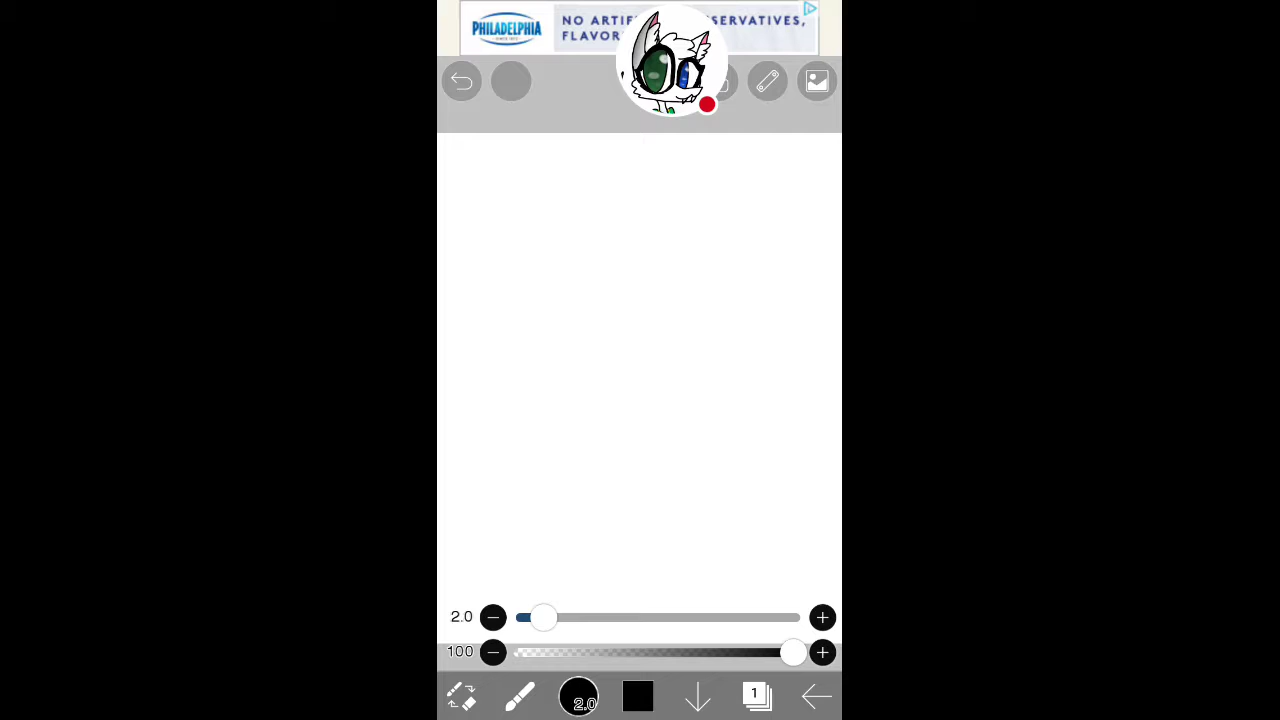 PHILADELPHIA
NO ARTIF SERVATIVES,
FLAVOR
2.0
100
2.0
1